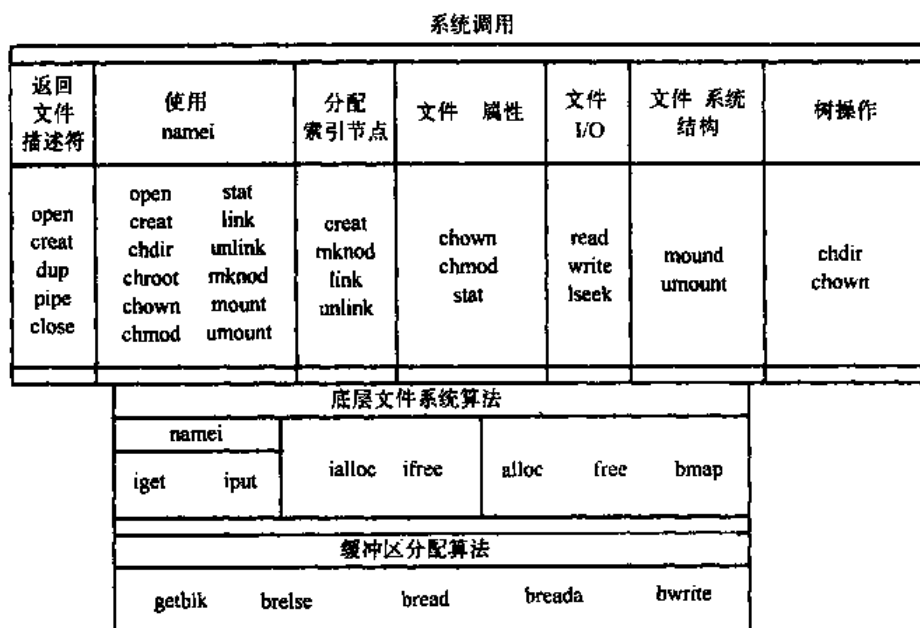 系统调用
返回 文件 描述符
使用 namei
分配 索引节点
文件 属性
文件 I/O
文件 系统 结构
树操作
open creat dup pipe close
open stat
creat link
chdir unlink
chroot mknod
chown mount
chmod umount
creat mknod link unlink
chown chmod stat
read write lseek
mound umount
chdir chown
底层文件系统算法
namei
iget iput
ialloc ifree
alloc free bmap
缓冲区分配算法
getbik brelse bread breada bwrite